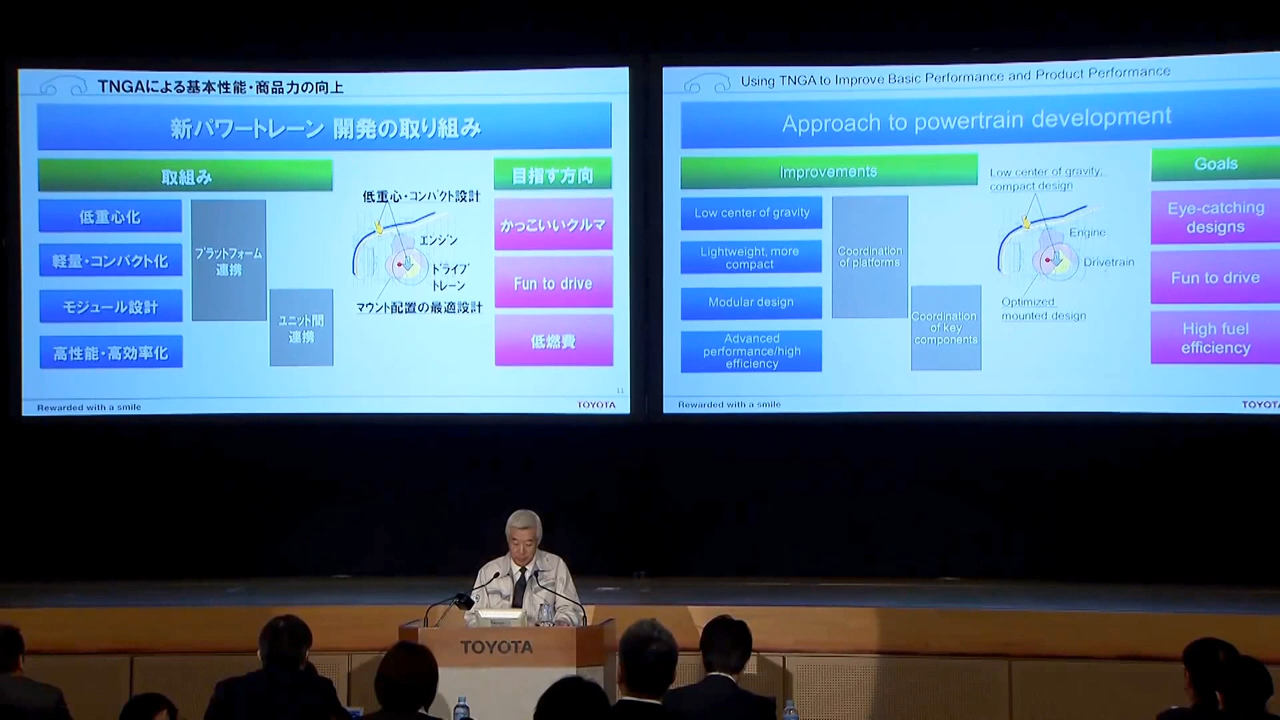 TNGAによる基本性能・商品力の向上
新パワートレーン 開発の取り組み
取組み
目指す方向
低重心化
軽量・コンパクト化
モジュール設計
高性能・高効率化
プラットフォーム
連携
ユニット間
連携
低重心・コンパクト設計
エンジン
ドライブ
トレーン
マウント配置の最適設計
かっこいいクルマ
Fun to drive
低燃費
11
Rewarded with a smile
TOYOTA
Using TNGA to Improve Basic Performance and Product Performance
Approach to powertrain development
Improvements
Goals
Low center of gravity
Lightweight, more
compact
Modular design
Advanced
performance/high
efficiency
Coordination
of platforms
Coordination
of key
components
Low center of gravity,
compact design
Engine
Drivetrain
Optimized
mounted design
Eye-catching
designs
Fun to drive
High fuel
efficiency
Rewarded with a smile
TOYOTA
TOYOTA